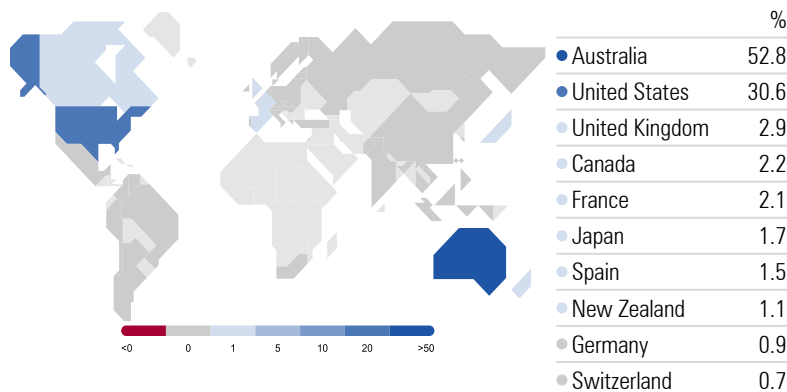 %
Australia 52.8
United States 30.6
United Kingdom 2.9
Canada 2.2
France 2.1
Japan 1.7
Spain 1.5
New Zealand 1.1
Germany 0.9
Switzerland 0.7
<0 0 1 5 10 20 >50